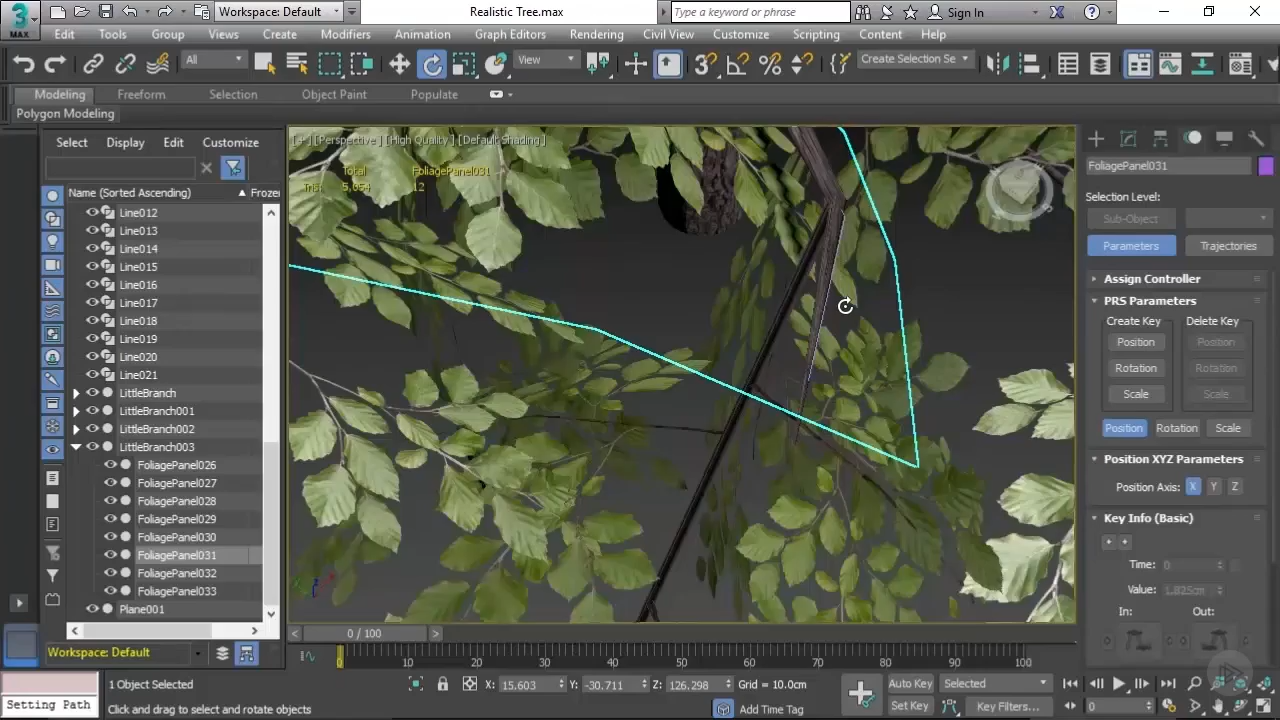 Workspace: Default
Realistic Tree.max
Type a keyword or phrase
Sign In
MAX
Edit Tools Group Views Create Modifiers Animation Graph Editors Rendering Civil View Customize Scripting Content Help
All
View
Create Selection Se
Modeling Freeform Selection Object Paint Populate
Polygon Modeling
Select Display Edit Customize
Name (Sorted Ascending) ▲ Frozen
Line012
Line013
Line014
Line015
Line016
Line017
Line018
Line019
Line020
Line021
LittleBranch
LittleBranch001
LittleBranch002
LittleBranch003
FoliagePanel026
FoliagePanel027
FoliagePanel028
FoliagePanel029
FoliagePanel030
FoliagePanel031
FoliagePanel032
FoliagePanel033
Plane001
Workspace: Default
[+] [Perspective] [High Quality] [Default Shading]
Total FoliagePanel031
Tris: 5,654 12
FoliagePanel031
Selection Level:
Sub-Object
Parameters Trajectories
Assign Controller
PRS Parameters
Create Key Delete Key
Position Position
Rotation Rotation
Scale Scale
Position Rotation Scale
Position XYZ Parameters
Position Axis: X Y Z
Key Info (Basic)
Time: 0
Value: 1.825cm
In: Out:
< 0 / 100 >
0 10 20 30 40 50 60 70 80 90 100
1 Object Selected
X: 15.603 Y: -30.711 Z: 126.298 Grid = 10.0cm
Auto Key Selected
Setting Path
Click and drag to select and rotate objects
Add Time Tag
Set Key
Key Filters...
0